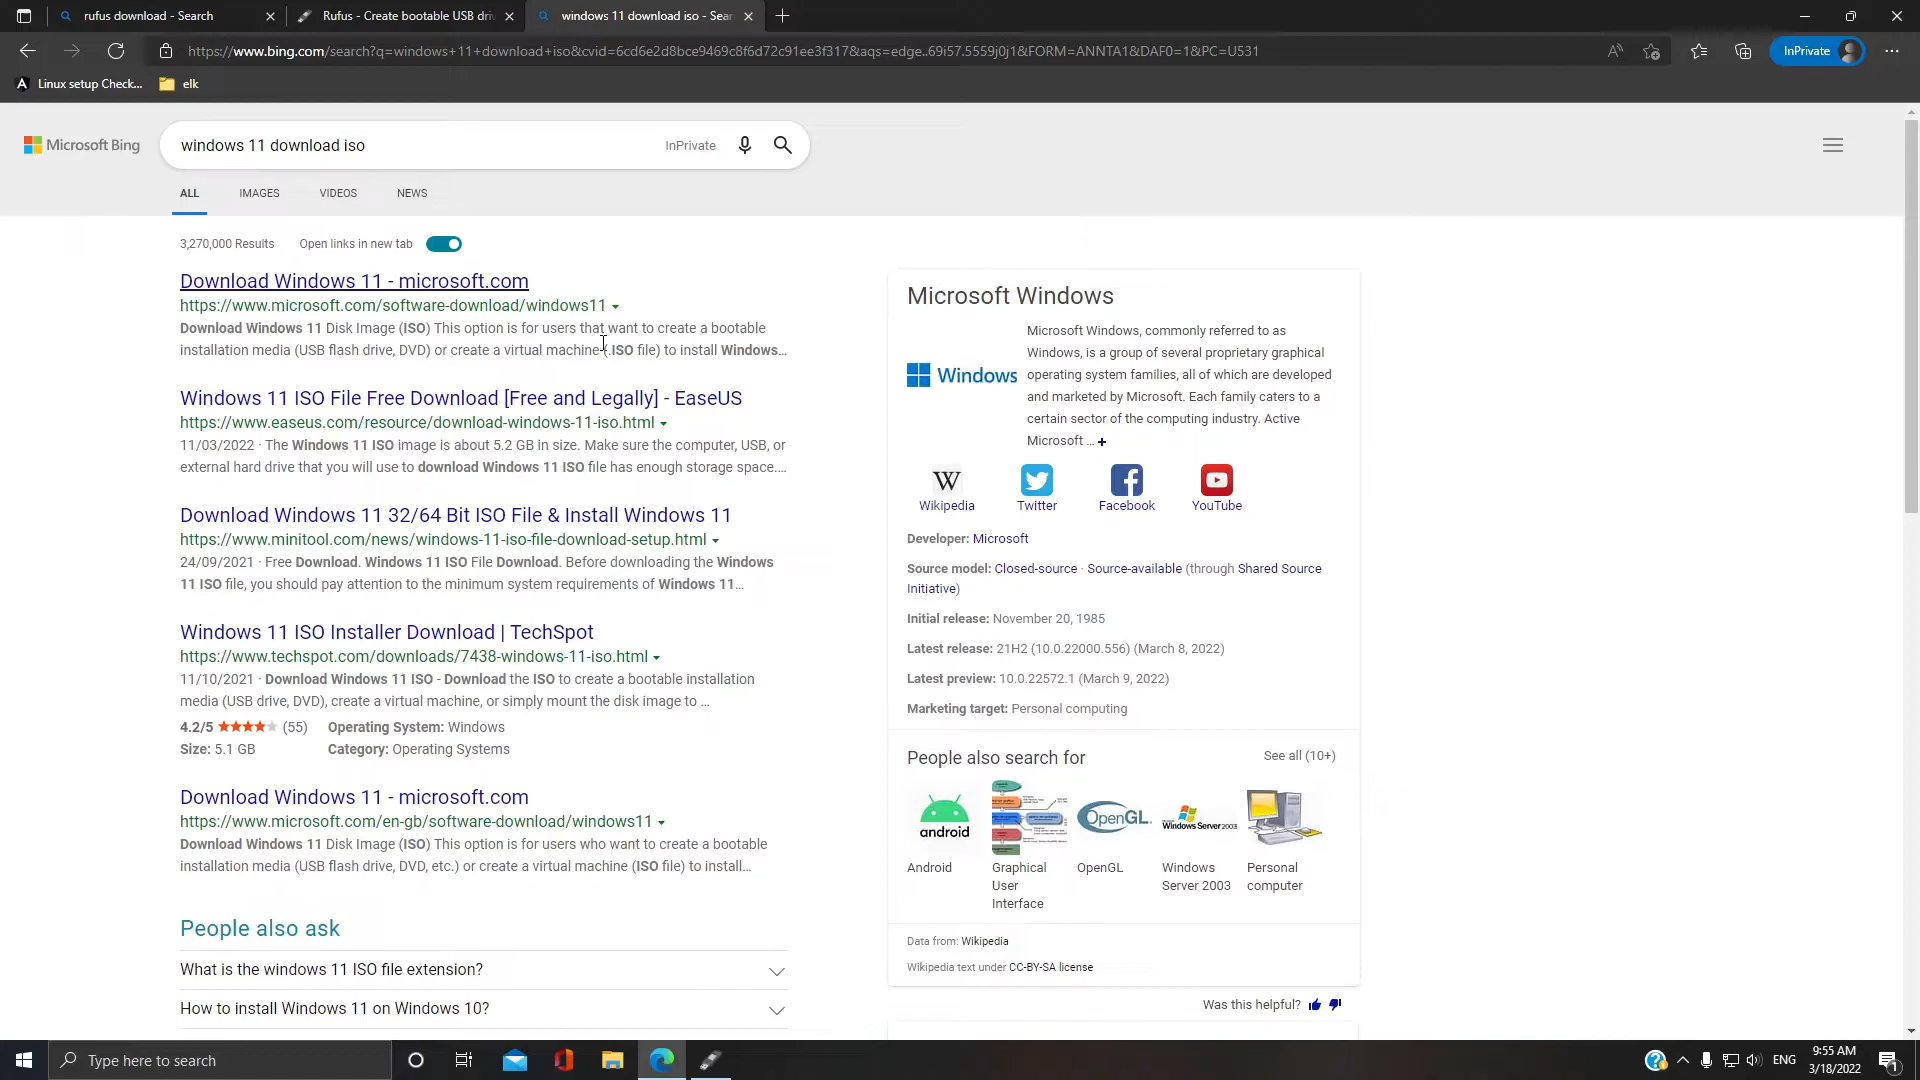 rufus download - Search
Rufus - Create bootable USB driv
windows 11 download iso - Sear
https://www.bing.com/search?q=windows+11+download+iso&cvid=6cd6e2d8bce9469c8f6d72c91ee3f317&aqs=edge..69i57.5559j0j1&FORM=ANNTA1&DAF0=1&PC=U531
InPrivate
Linux setup Check...
elk
Microsoft Bing
windows 11 download iso
InPrivate
ALL
IMAGES
VIDEOS
NEWS
3,270,000 Results
Open links in new tab
Download Windows 11 - microsoft.com
https://www.microsoft.com/software-download/windows11
Download Windows 11 Disk Image (ISO) This option is for users that want to create a bootable
installation media (USB flash drive, DVD) or create a virtual machine (.ISO file) to install Windows…
Windows 11 ISO File Free Download [Free and Legally] - EaseUS
https://www.easeus.com/resource/download-windows-11-iso.html
11/03/2022 · The Windows 11 ISO image is about 5.2 GB in size. Make sure the computer, USB, or
external hard drive that you will use to download Windows 11 ISO file has enough storage space.…
Download Windows 11 32/64 Bit ISO File & Install Windows 11
https://www.minitool.com/news/windows-11-iso-file-download-setup.html
24/09/2021 · Free Download. Windows 11 ISO File Download. Before downloading the Windows
11 ISO file, you should pay attention to the minimum system requirements of Windows 11…
Windows 11 ISO Installer Download | TechSpot
https://www.techspot.com/downloads/7438-windows-11-iso.html
11/10/2021 · Download Windows 11 ISO - Download the ISO to create a bootable installation
media (USB drive, DVD), create a virtual machine, or simply mount the disk image to …
4.2/5
(55)
Operating System: Windows
Size: 5.1 GB
Category: Operating Systems
Download Windows 11 - microsoft.com
https://www.microsoft.com/en-gb/software-download/windows11
Download Windows 11 Disk Image (ISO) This option is for users who want to create a bootable
installation media (USB flash drive, DVD, etc.) or create a virtual machine (ISO file) to install…
People also ask
What is the windows 11 ISO file extension?
How to install Windows 11 on Windows 10?
Microsoft Windows
Windows
Microsoft Windows, commonly referred to as
Windows, is a group of several proprietary graphical
operating system families, all of which are developed
and marketed by Microsoft. Each family caters to a
certain sector of the computing industry. Active
Microsoft … +
W
Wikipedia
Twitter
Facebook
YouTube
Developer: Microsoft
Source model: Closed-source · Source-available (through Shared Source
Initiative)
Initial release: November 20, 1985
Latest release: 21H2 (10.0.22000.556) (March 8, 2022)
Latest preview: 10.0.22572.1 (March 9, 2022)
Marketing target: Personal computing
People also search for
See all (10+)
android
OpenGL
Windows Server 2003
Android
Graphical
User
Interface
OpenGL
Windows
Server 2003
Personal
computer
Data from: Wikipedia
Wikipedia text under CC-BY-SA license
Was this helpful?
Type here to search
ENG
9:55 AM
3/18/2022
1